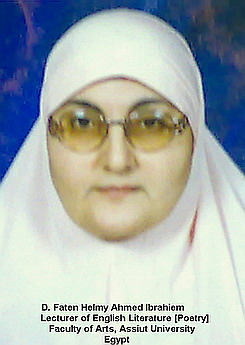 D. Faten Helmy Ahmed Ibrahiem
Lecturer of English Literature [Poetry]
Faculty of Arts, Assiut University
Egypt